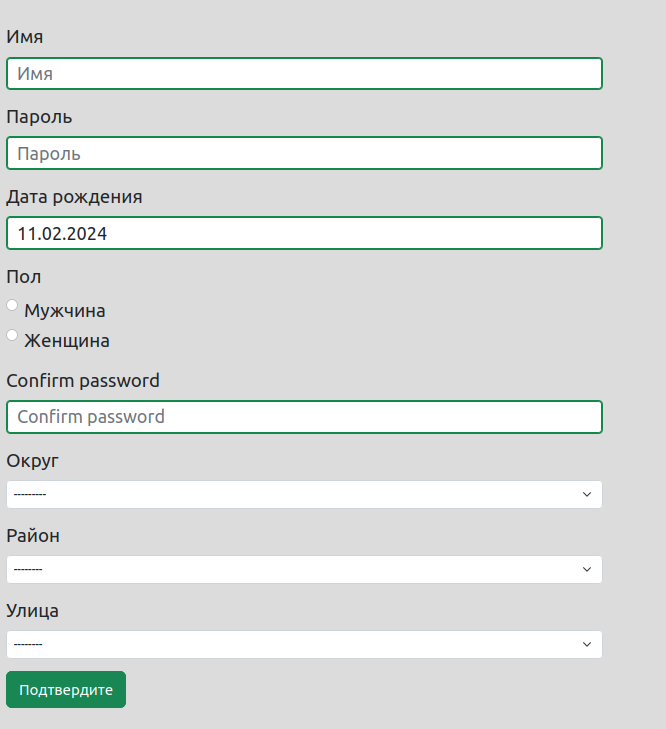 Имя
Имя
Пароль
Пароль
Дата рождения
11.02.2024
Пол
Мужчина
Женщина
Confirm password
Confirm password
Округ
---------
Район
--------
Улица
--------
Подтвердите